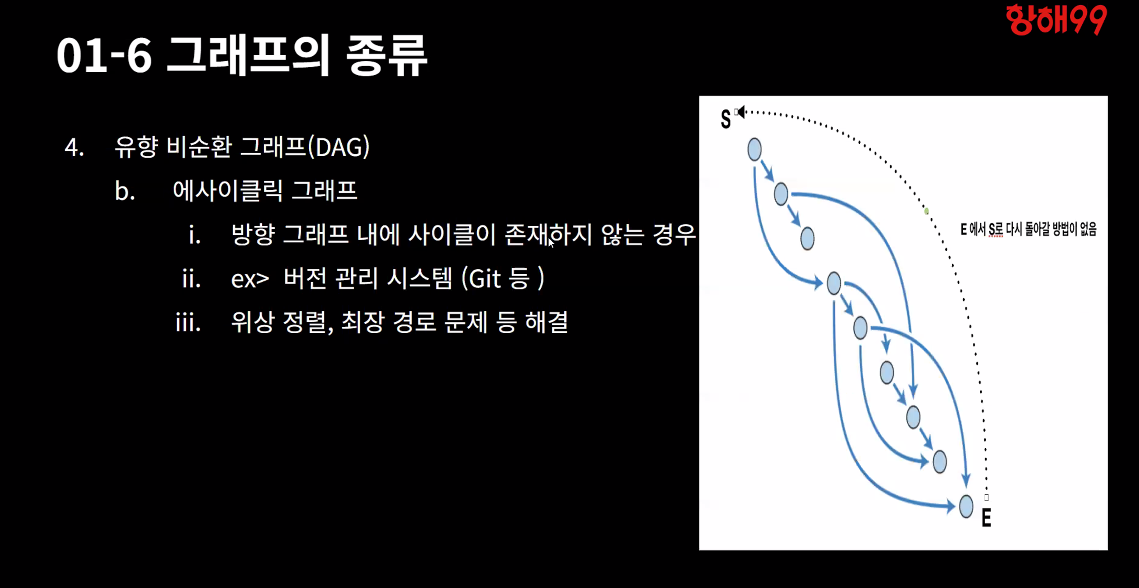 항해99
01-6 그래프의 종류
4. 유향 비순환 그래프(DAG)
b. 에사이클릭 그래프
i. 방향 그래프 내에 사이클이 존재하지 않는 경우
ii. ex> 버전 관리 시스템 (Git 등 )
iii. 위상 정렬, 최장 경로 문제 등 해결
S
E 에서 S로 다시 돌아갈 방법이 없음
E